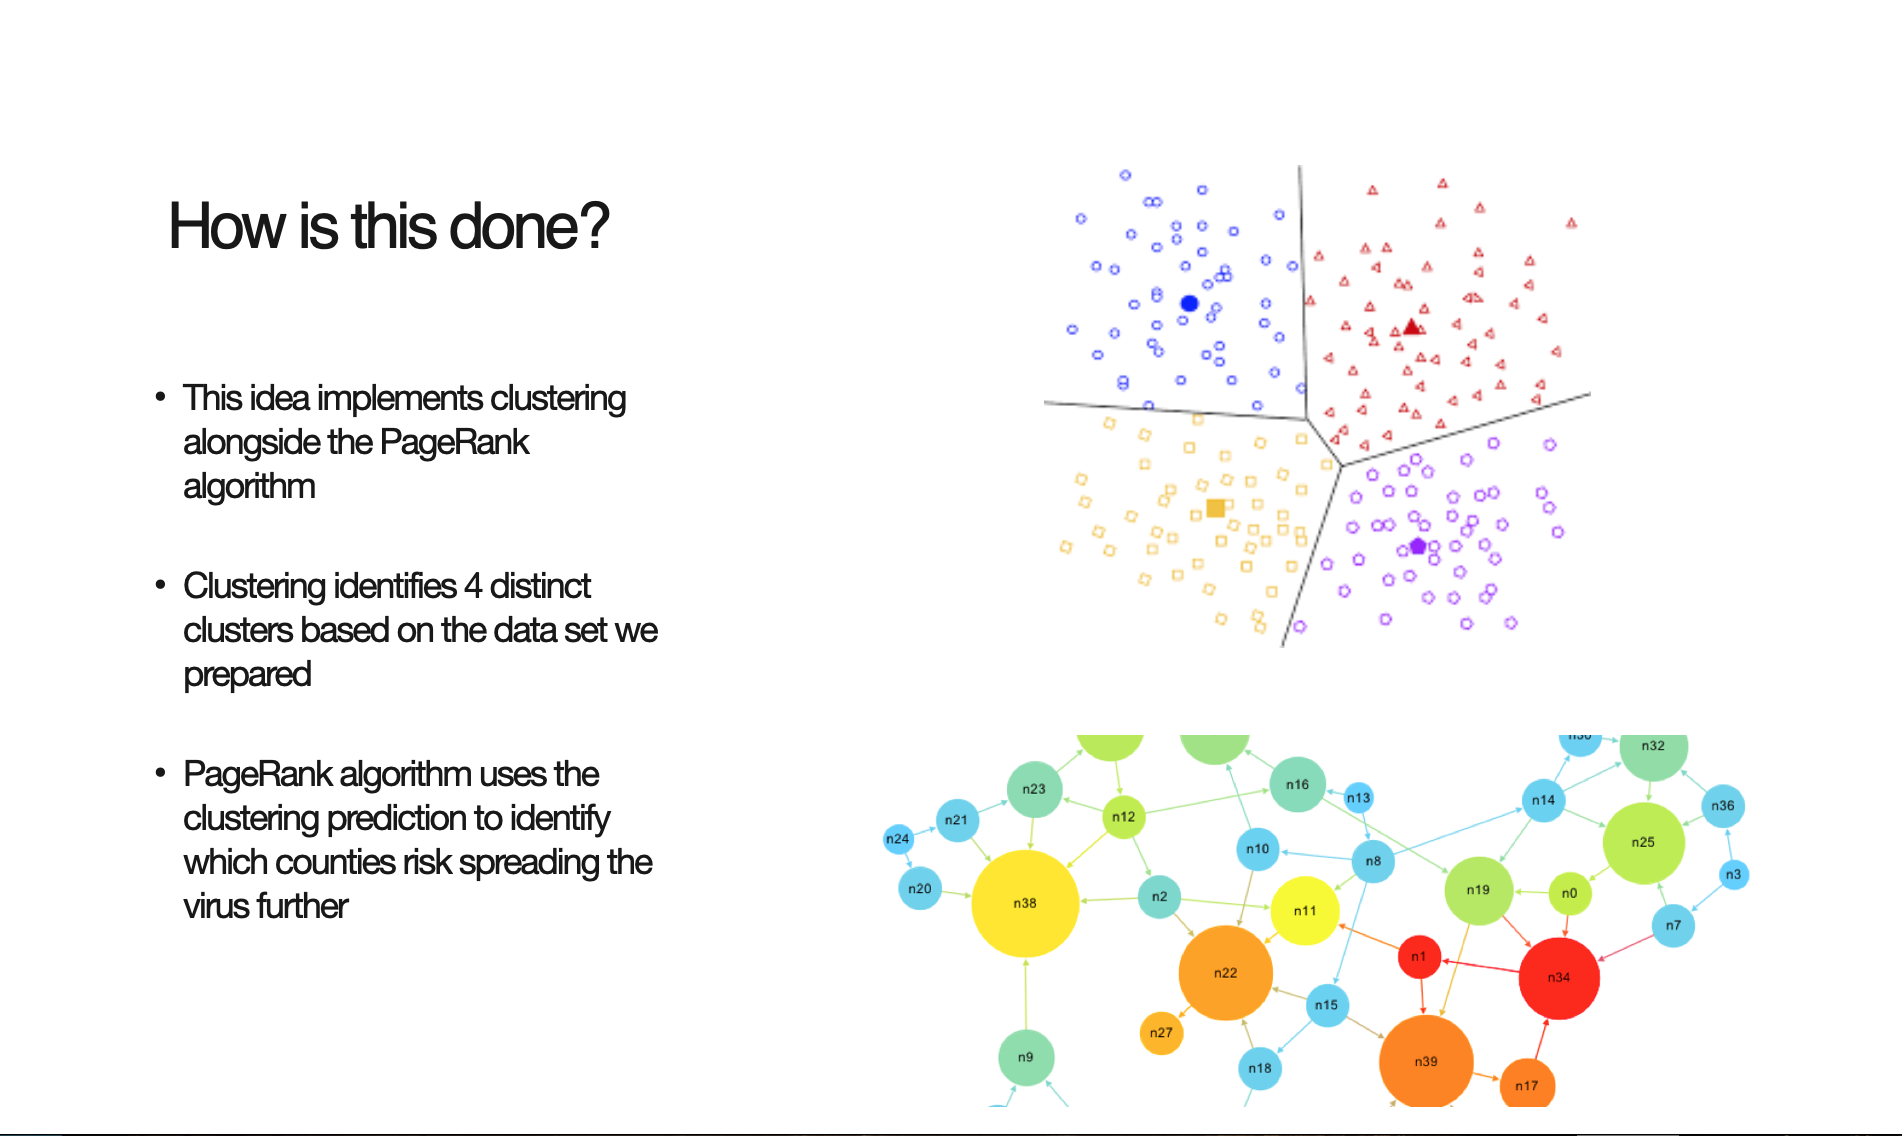 How is this done?
• This idea implements clustering
alongside the PageRank
algorithm
• Clustering identifies 4 distinct
clusters based on the data set we
prepared
• PageRank algorithm uses the
clustering prediction to identify
which counties risk spreading the
virus further
n32
n23
n16
n13
n14
n36
n21
n12
n24
n10
n8
n25
n20
n38
n2
n11
n19
n0
n3
n7
n22
n1
n34
n15
n27
n9
n18
n39
n17